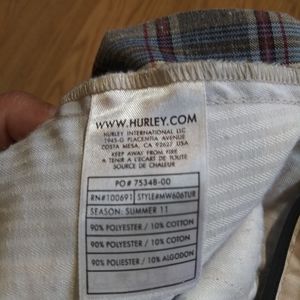 WWW.HURLEY.COM
HURLEY INTERNATIONAL LLC
1945-G PLACENTIA AVENUE
COSTA MESA, CA 92627 USA
KEEP AWAY FROM FIRE
A TENIR A L'ECART DE TOUTE
SOURCE DE CHALEUR
PO# 75348-00
RN#100691 STYLE#MW606TUR
SEASON: SUMMER 11
90% POLYESTER / 10% COTTON
90% POLYESTER / 10% COTON
90% POLIESTER / 10% ALGODON